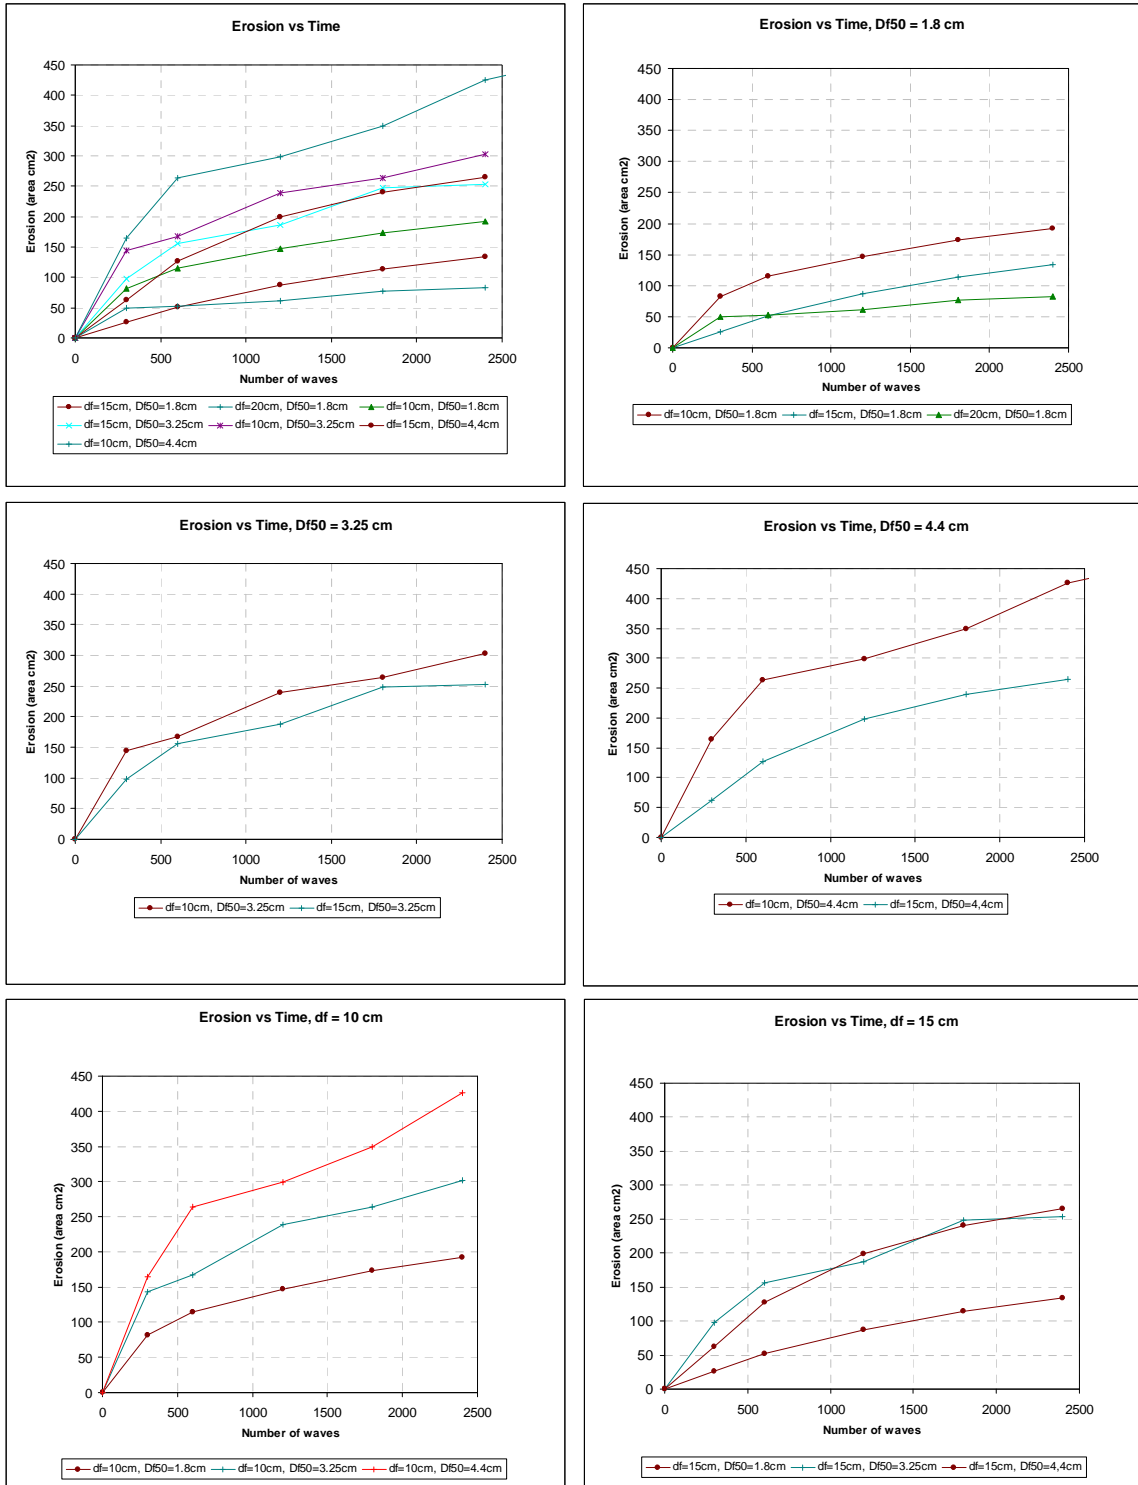 Erosion vs Time
450
400
350
300
250
200
150
100
50
0
Erosion (area cm2)
0 500 1000 1500 2000 2500
Number of waves
df=15cm, Df50=1.8cm df=20cm, Df50=1.8cm df=10cm, Df50=1.8cm
df=15cm, Df50=3.25cm df=10cm, Df50=3.25cm df=15cm, Df50=4,4cm
df=10cm, Df50=4.4cm
Erosion vs Time, Df50 = 1.8 cm
450
400
350
300
250
200
150
100
50
0
Erosion (area cm2)
0 500 1000 1500 2000 2500
Number of waves
df=10cm, Df50=1.8cm df=15cm, Df50=1.8cm df=20cm, Df50=1.8cm
Erosion vs Time, Df50 = 3.25 cm
450
400
350
300
250
200
150
100
50
0
Erosion (area cm2)
0 500 1000 1500 2000 2500
Number of waves
df=10cm, Df50=3.25cm df=15cm, Df50=3.25cm
Erosion vs Time, Df50 = 4.4 cm
450
400
350
300
250
200
150
100
50
0
Erosion (area cm2)
0 500 1000 1500 2000 2500
Number of waves
df=10cm, Df50=4.4cm df=15cm, Df50=4,4cm
Erosion vs Time, df = 10 cm
450
400
350
300
250
200
150
100
50
0
Erosion (area cm2)
0 500 1000 1500 2000 2500
Number of waves
df=10cm, Df50=1.8cm df=10cm, Df50=3.25cm df=10cm, Df50=4.4cm
Erosion vs Time, df = 15 cm
450
400
350
300
250
200
150
100
50
0
Erosion (area cm2)
0 500 1000 1500 2000 2500
Number of waves
df=15cm, Df50=1.8cm df=15cm, Df50=3.25cm df=15cm, Df50=4,4cm